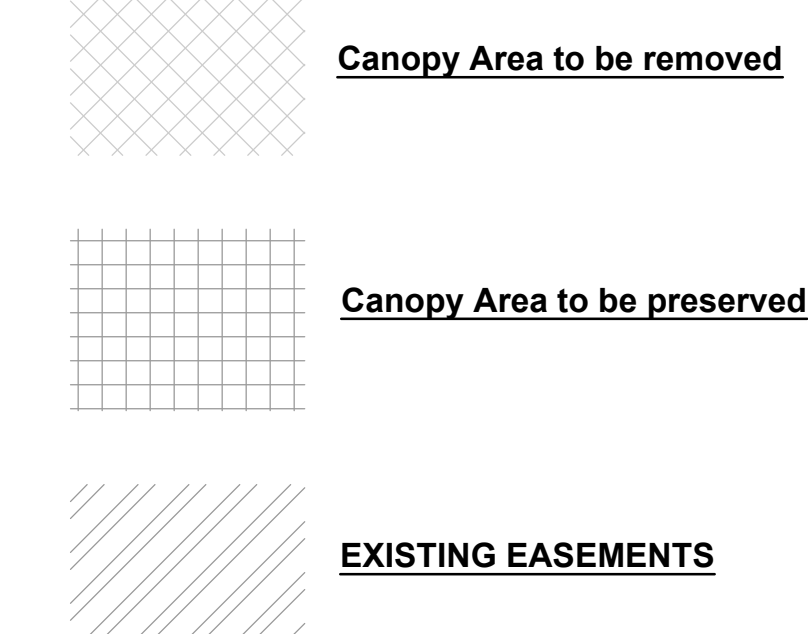 Canopy Area to be removed
Canopy Area to be preserved
EXISTING EASEMENTS